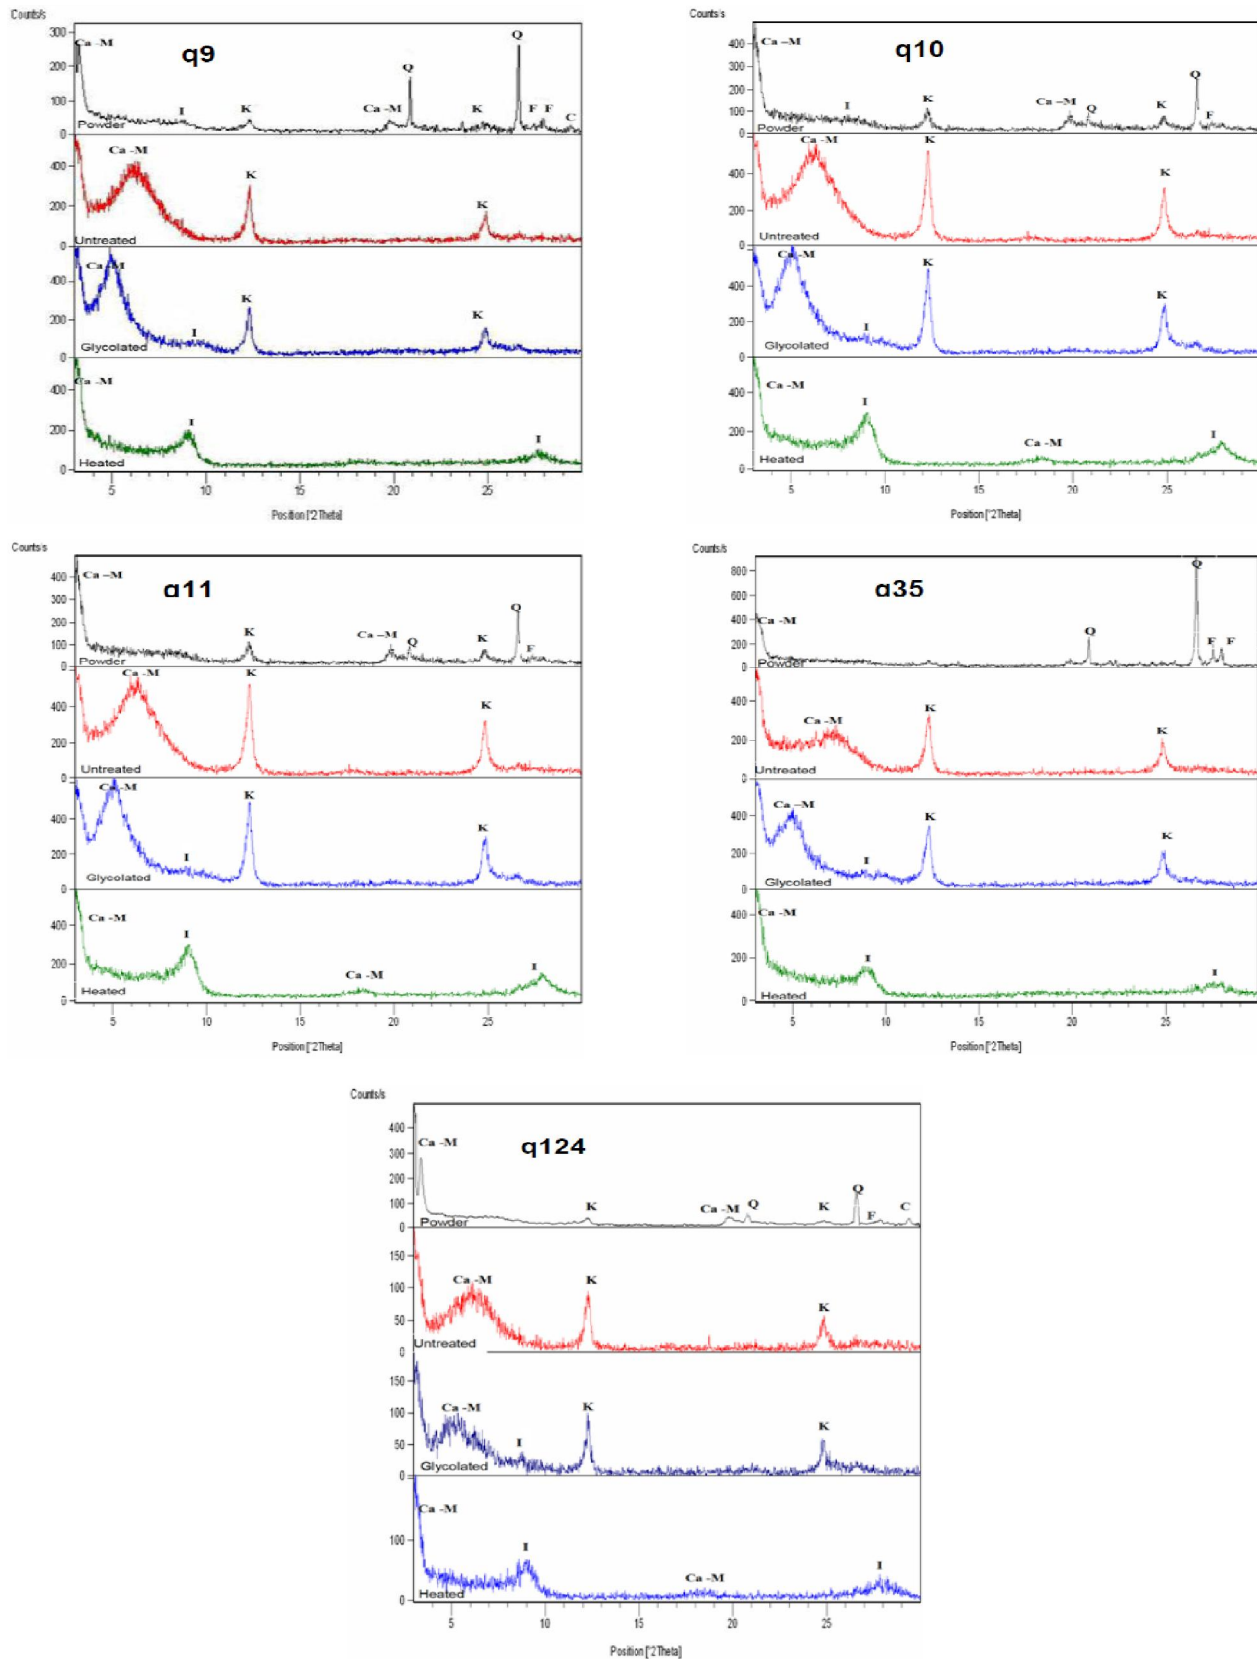 Counts/s
q9
300
200
100
0
Ca -M
I
K
Ca -M
Q
K
Q
F F
C
Powder
400
200
0
Ca -M
K
K
Untreated
400
200
0
Ca -M
I
K
K
Glycolated
400
200
0
Ca -M
I
I
Heated
5 10 15 20 25
Position [°2Theta]
Counts/s
q10
400
300
200
100
0
Ca -M
I
K
Ca -M
Q
K
Q
F
Powder
400
200
0
Ca -M
K
K
Untreated
400
200
0
Ca -M
I
K
K
Glycolated
400
200
0
Ca -M
I
Ca -M
I
Heated
5 10 15 20 25
Position [°2Theta]
Counts/s
q11
400
300
200
100
0
Ca -M
K
Ca -M
Q
K
Q
F
Powder
400
200
0
Ca -M
K
K
Untreated
400
200
0
Ca -M
I
K
K
Glycolated
400
200
0
Ca -M
I
Ca -M
I
Heated
5 10 15 20 25
Position [°2Theta]
Counts/s
q35
800
600
400
200
0
Ca -M
Q
Q
F F
Powder
400
200
0
Ca -M
K
K
Untreated
400
200
0
Ca -M
I
K
K
Glycolated
300
200
100
0
Ca -M
I
I
Heated
5 10 15 20 25
Position [°2Theta]
Counts/s
q124
400
300
200
100
0
Ca -M
K
Ca -M
Q
K
Q
F
C
Powder
150
100
50
0
Ca -M
K
K
Untreated
150
100
50
0
Ca -M
I
K
K
Glycolated
100
0
Ca -M
I
Ca -M
I
Heated
5 10 15 20 25
Position [°2Theta]